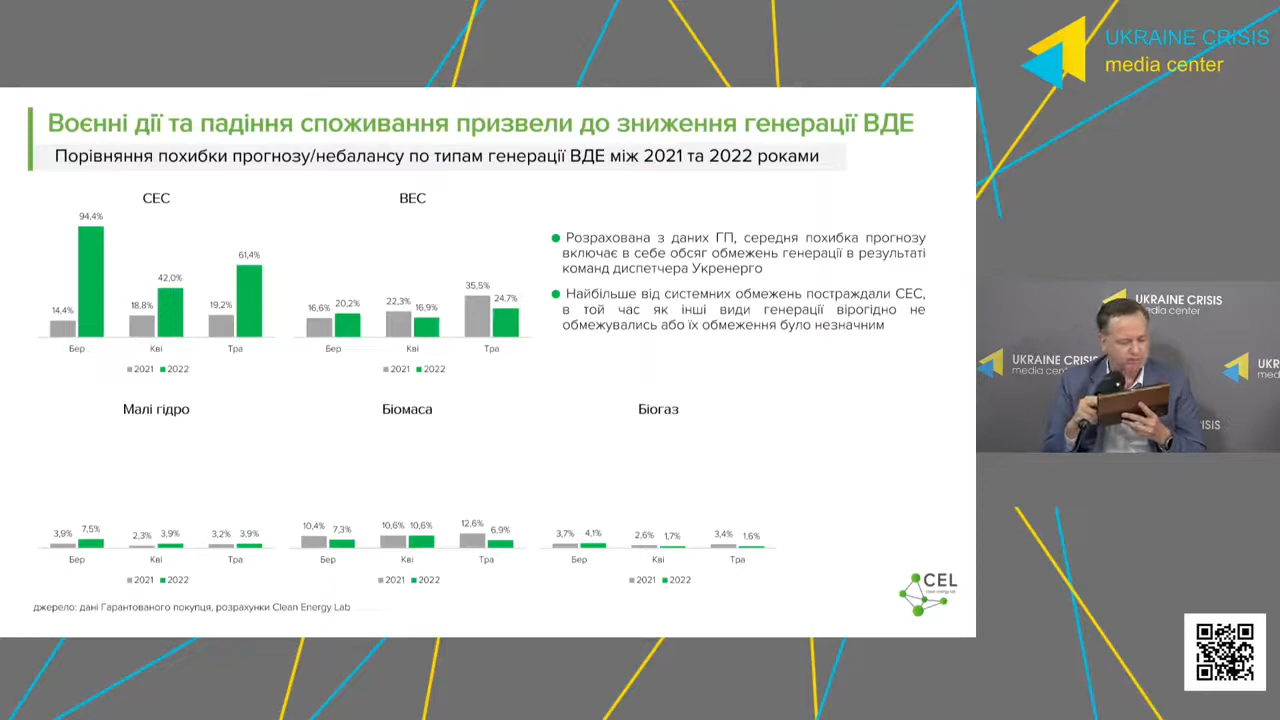 UKRAINE CRISIS
media center
Воєнні дії та падіння споживання призвели до зниження генерації ВДЕ
Порівняння похибки прогнозу/небалансу по типам генерації ВДЕ між 2021 та 2022 роками
СЕС
94,4%
61,4%
42,0%
14,4%
18,8%
19,2%
Бер
Кві
Тра
2021 2022
ВЕС
35,5%
16,6% 20,2%
22,3%
16,9%
24,7%
Бер
Кві
Тра
2021 2022
Розрахована з даних ГП, середня похибка прогнозу
включає в себе обсяг обмежень генерації в результаті
команд диспетчера Укренерго
Найбільше від системних обмежень постраждали СЕС,
в той час як інші види генерації вірогідно не
обмежувались або їх обмеження було незначним
Малі гідро
3,9% 7,5%
2,3% 3,9%
3,2% 3,9%
Бер
Кві
Тра
2021 2022
Біомаса
10,4% 7,3%
10,6% 10,6%
12,6% 6,9%
Бер
Кві
Тра
2021 2022
Біогаз
3,7% 4,1%
2,6% 1,7%
3,4% 1,6%
Бер
Кві
Тра
2021 2022
CEL
clean energy lab
джерело: дані Гарантованого покупця, розрахунки Clean Energy Lab
UKRAINE CRISIS
media center
UKRAINE CRISIS
media cente
UKR
med
ISIS